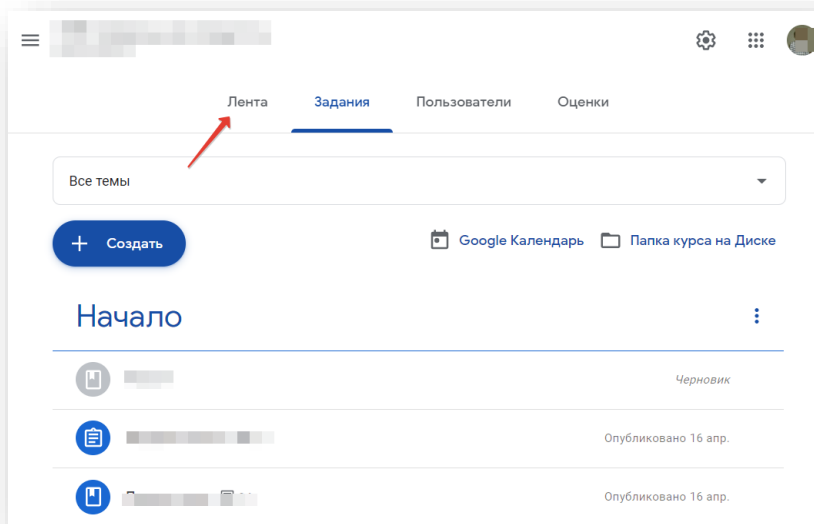 Лента Задания Пользователи Оценки
Все темы
Создать Google Календарь Папка курса на Диске
Начало
Черновик
Опубликовано 16 апр.
Опубликовано 16 апр.